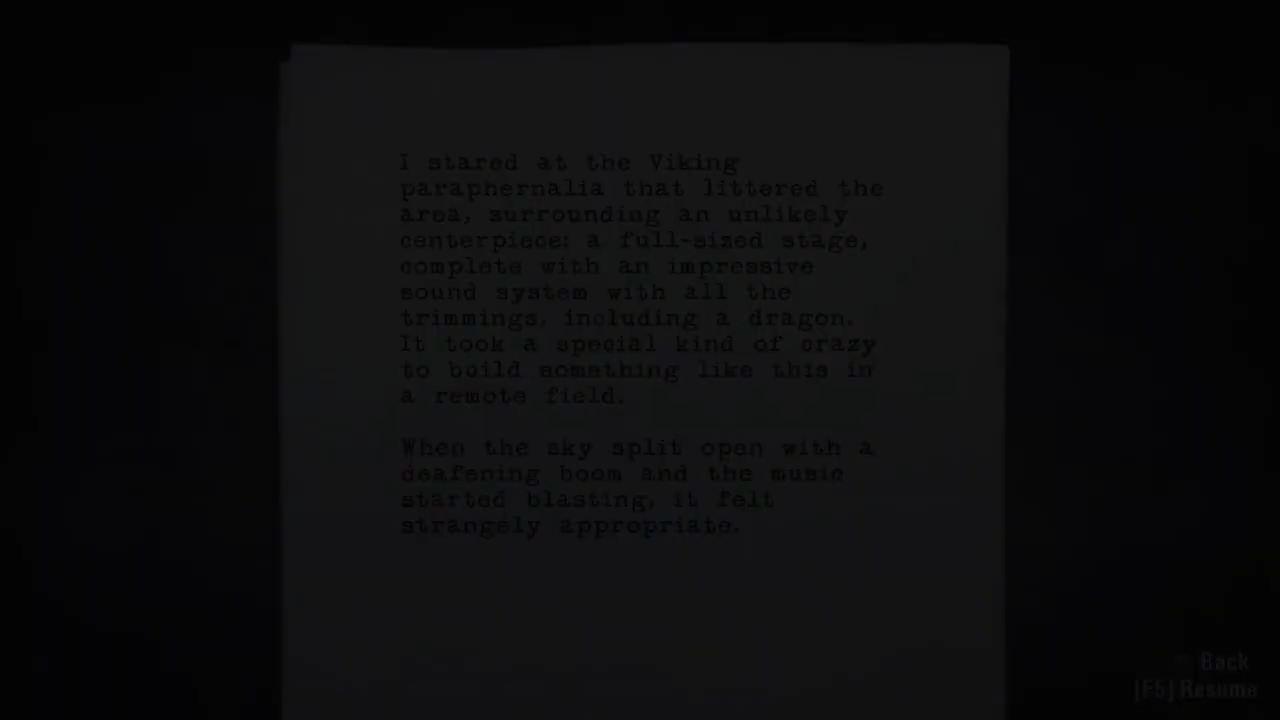 I stared at the Viking
paraphernalia that littered the
area, surrounding an unlikely
centerpiece: a full-sized stage,
complete with an impressive
sound system with all the
trimmings, including a dragon.
It took a special kind of crazy
to build something like this in
a remote field.
When the sky split open with a
deafening boom and the music
started blasting, it felt
strangely appropriate.
Back
[F5] Resume